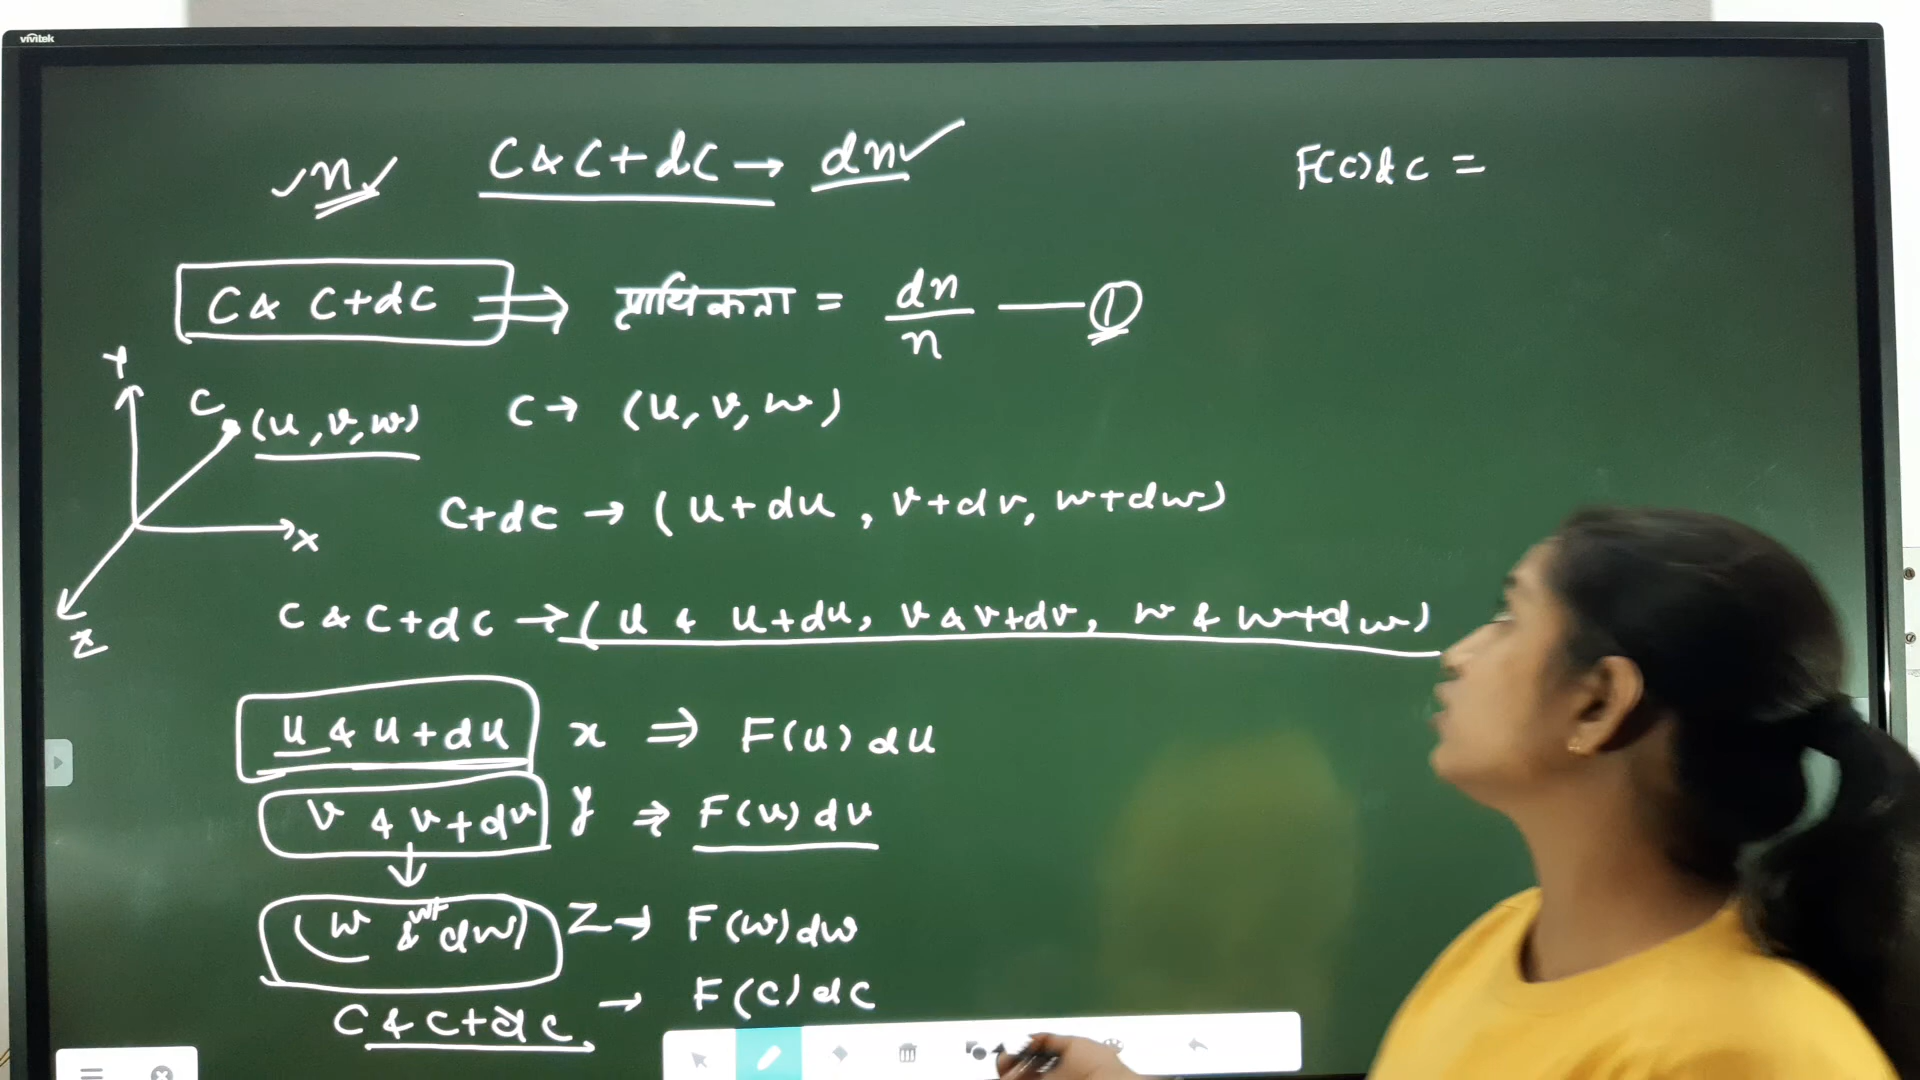 vivitek
n C & C+dC → dn
F(C)dC =
C & C+dC ⇒ प्रायिकता = dn/n — ①
Y
C (u, v, w) C → (u, v, w)
X
Z
C+dC → (u+du, v+dv, w+dw)
C & C+dC → (u & u+du, v & v+dv, w & w+dw)
u & u+du x ⇒ F(u) du
v & v+dv y ⇒ F(v) dv
(w & w+dw) Z → F(w) dw
C & C+dC → F(C) dC